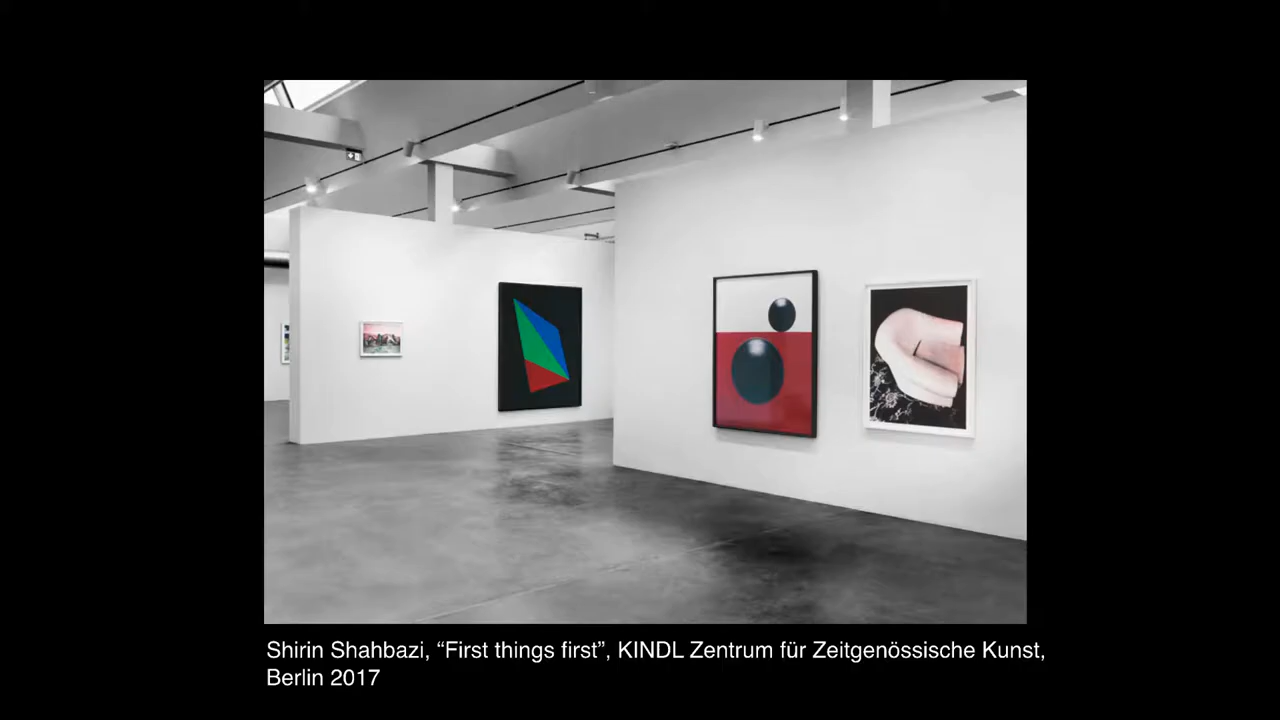 Shirin Shahbazi, “First things first”, KINDL Zentrum für Zeitgenössische Kunst,
Berlin 2017